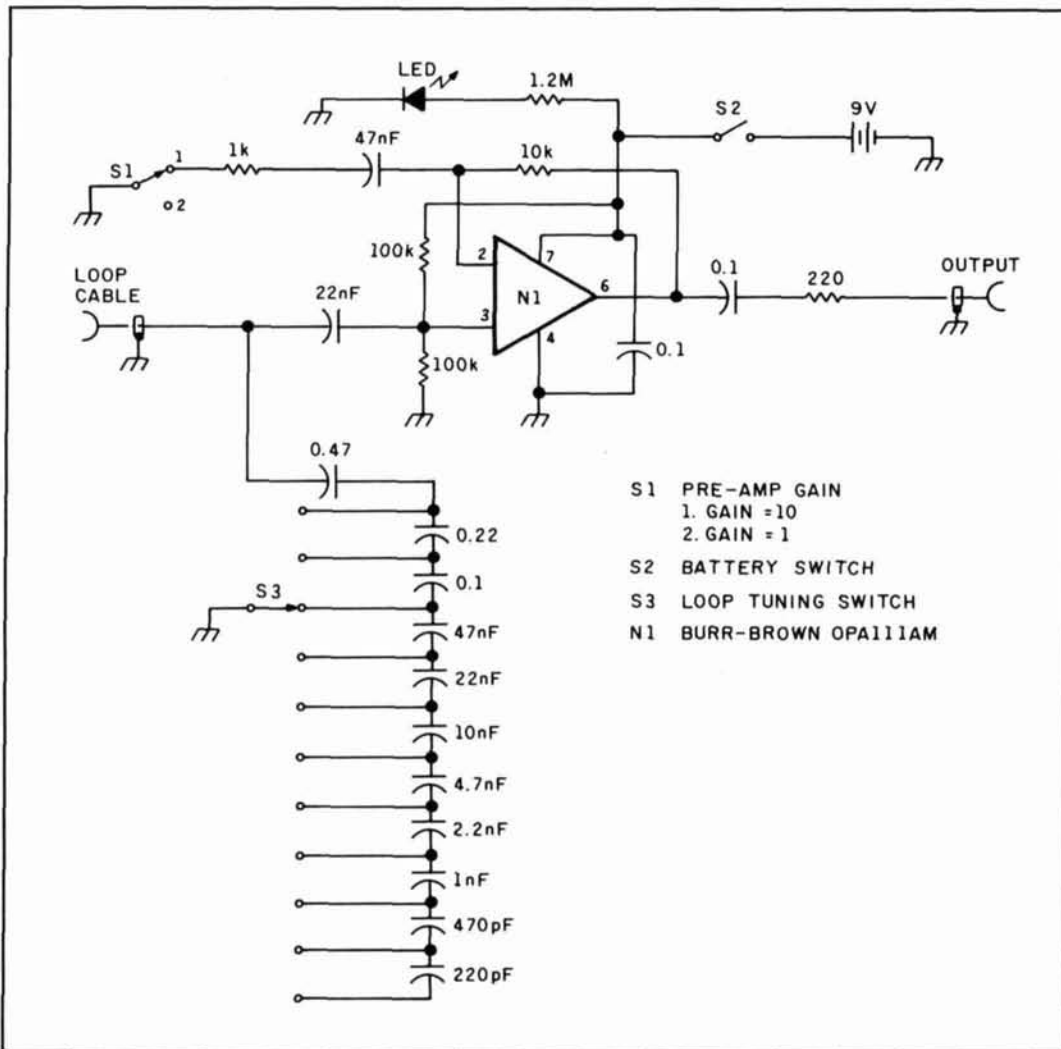 LED
1.2M
S2
9V
47nF
1k
10k
S1
1
2
100k
2
7
LOOP
CABLE
22nF
N1
6
0.1
220
OUTPUT
3
4
100k
0.1
0.47
0.22
0.1
S3
47nF
22nF
10nF
4.7nF
2.2nF
1nF
470pF
220pF
S1 PRE-AMP GAIN
1. GAIN =10
2. GAIN = 1
S2 BATTERY SWITCH
S3 LOOP TUNING SWITCH
N1 BURR-BROWN OPA111AM